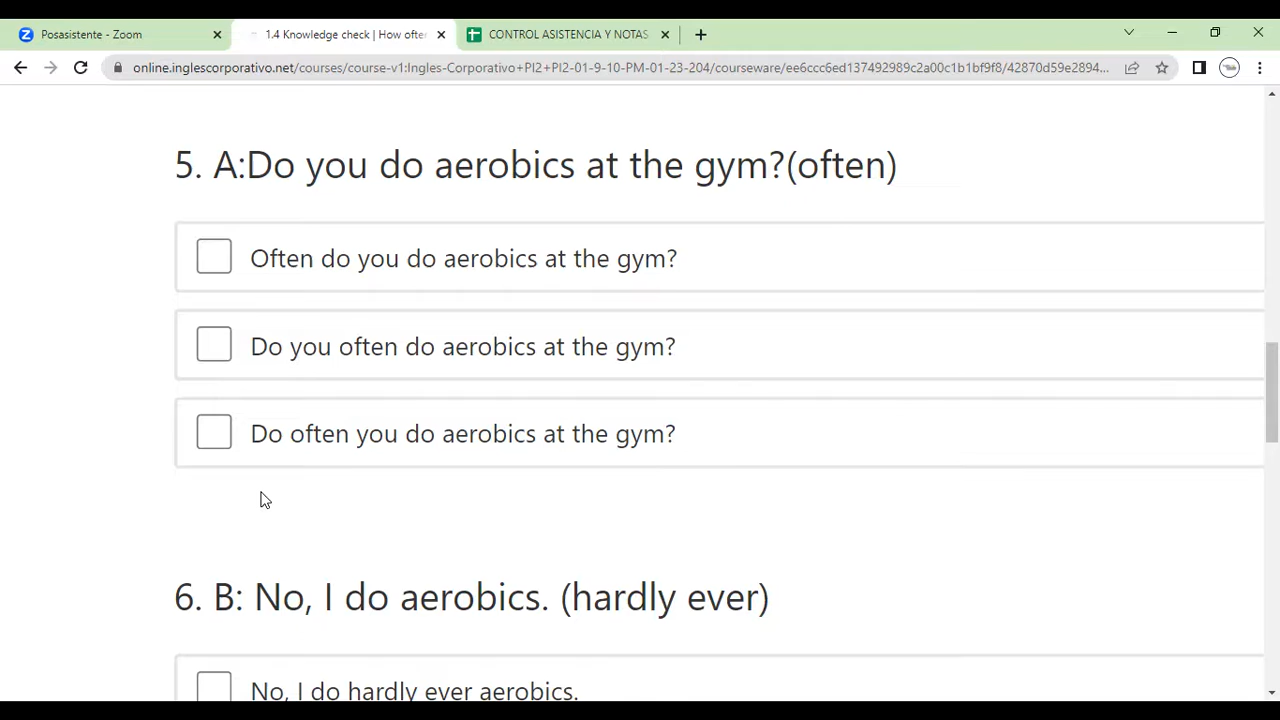 Posasistente - Zoom
1.4 Knowledge check | How ofte
CONTROL ASISTENCIA Y NOTAS
online.inglescorporativo.net/courses/course-v1:Ingles-Corporativo+PI2+PI2-01-9-10-PM-01-23-204/courseware/ee6ccc6ed137492989c2a00c1b1bf9f8/42870d59e2894...
5. A:Do you do aerobics at the gym?(often)
Often do you do aerobics at the gym?
Do you often do aerobics at the gym?
Do often you do aerobics at the gym?
6. B: No, I do aerobics. (hardly ever)
No, I do hardly ever aerobics.